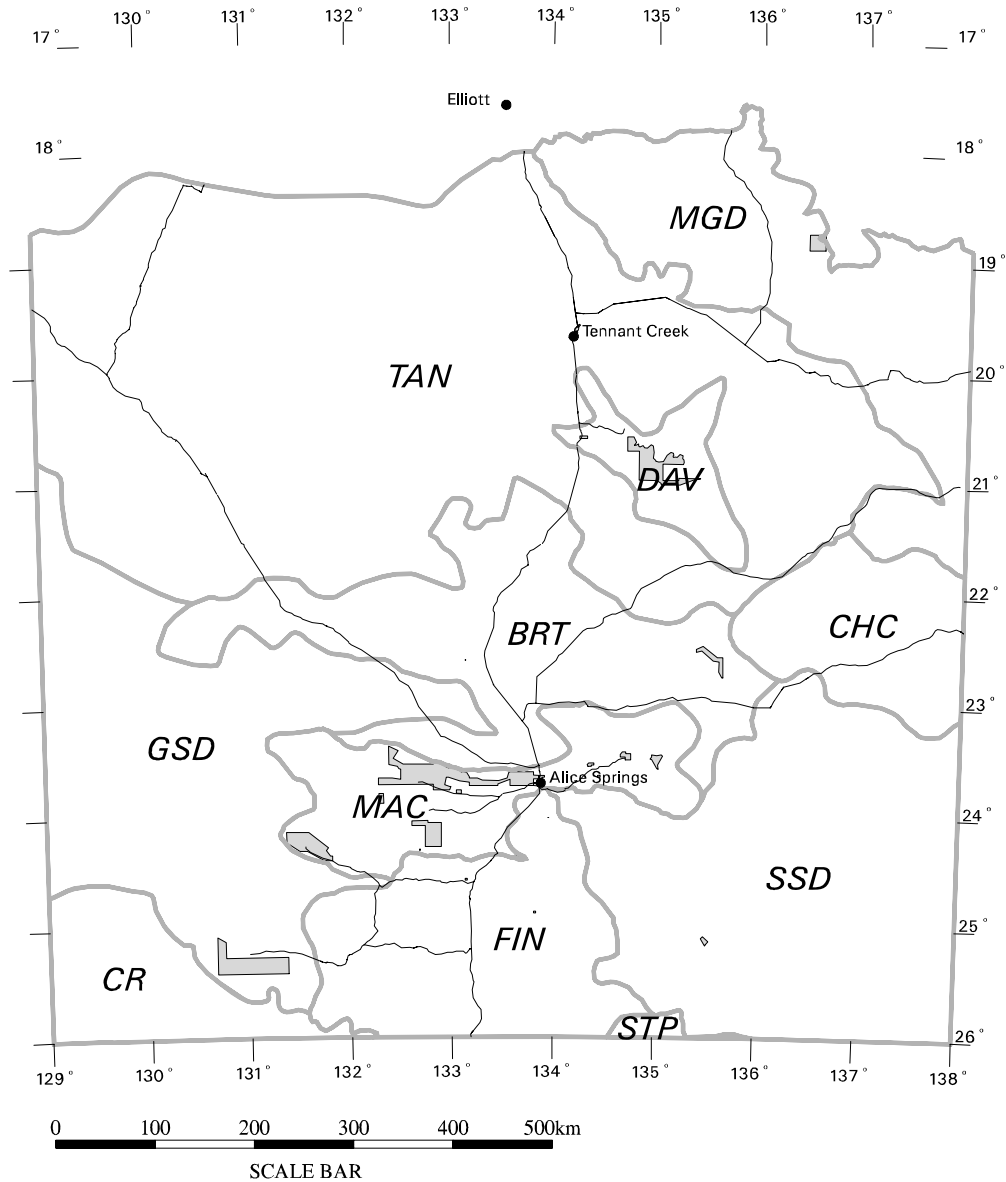 130° 131° 132° 133° 134° 135° 136° 137°
17° 17°
Elliott
18° 18°
MGD
19°
Tennant Creek
TAN
20°
DAV
21°
22°
BRT
CHC
23°
GSD
Alice Springs
MAC
24°
SSD
FIN
25°
CR
STP
26°
129° 130° 131° 132° 133° 134° 135° 136° 137° 138°
0 100 200 300 400 500km
SCALE BAR